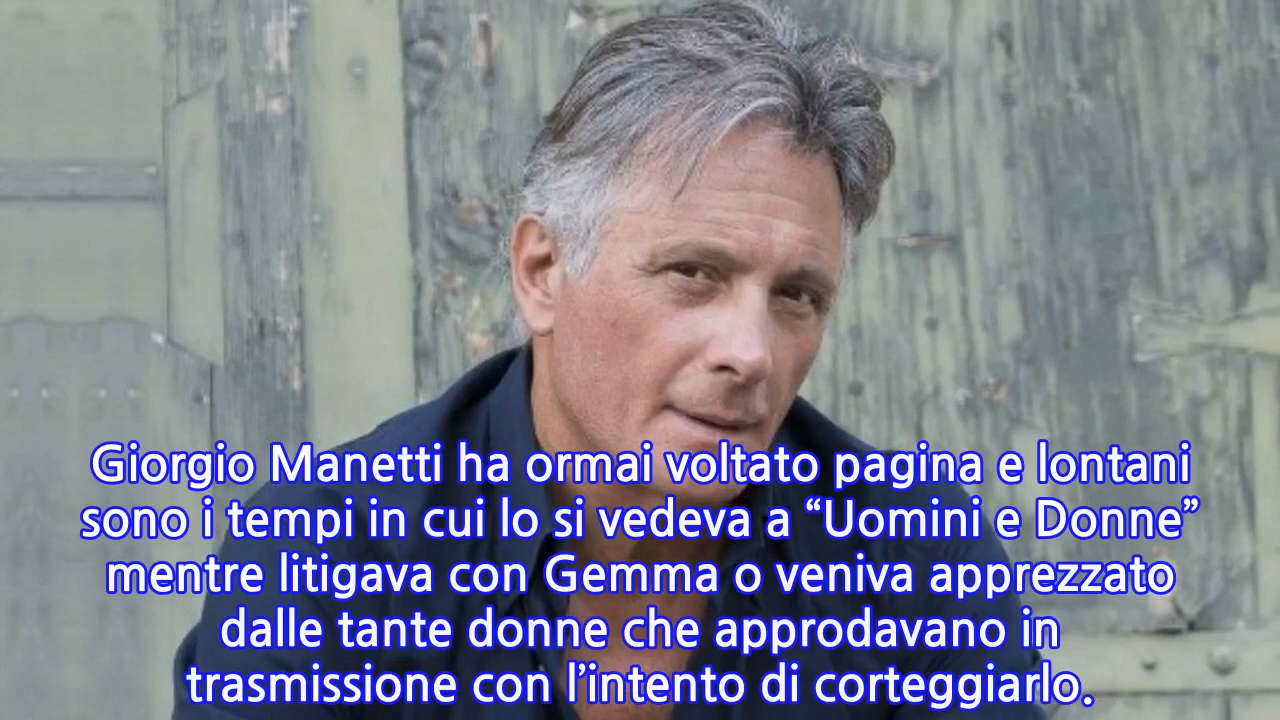 Giorgio Manetti ha ormai voltato pagina e lontani
sono i tempi in cui lo si vedeva a “Uomini e Donne”
mentre litigava con Gemma o veniva apprezzato
dalle tante donne che approdavano in
trasmissione con l’intento di corteggiarlo.